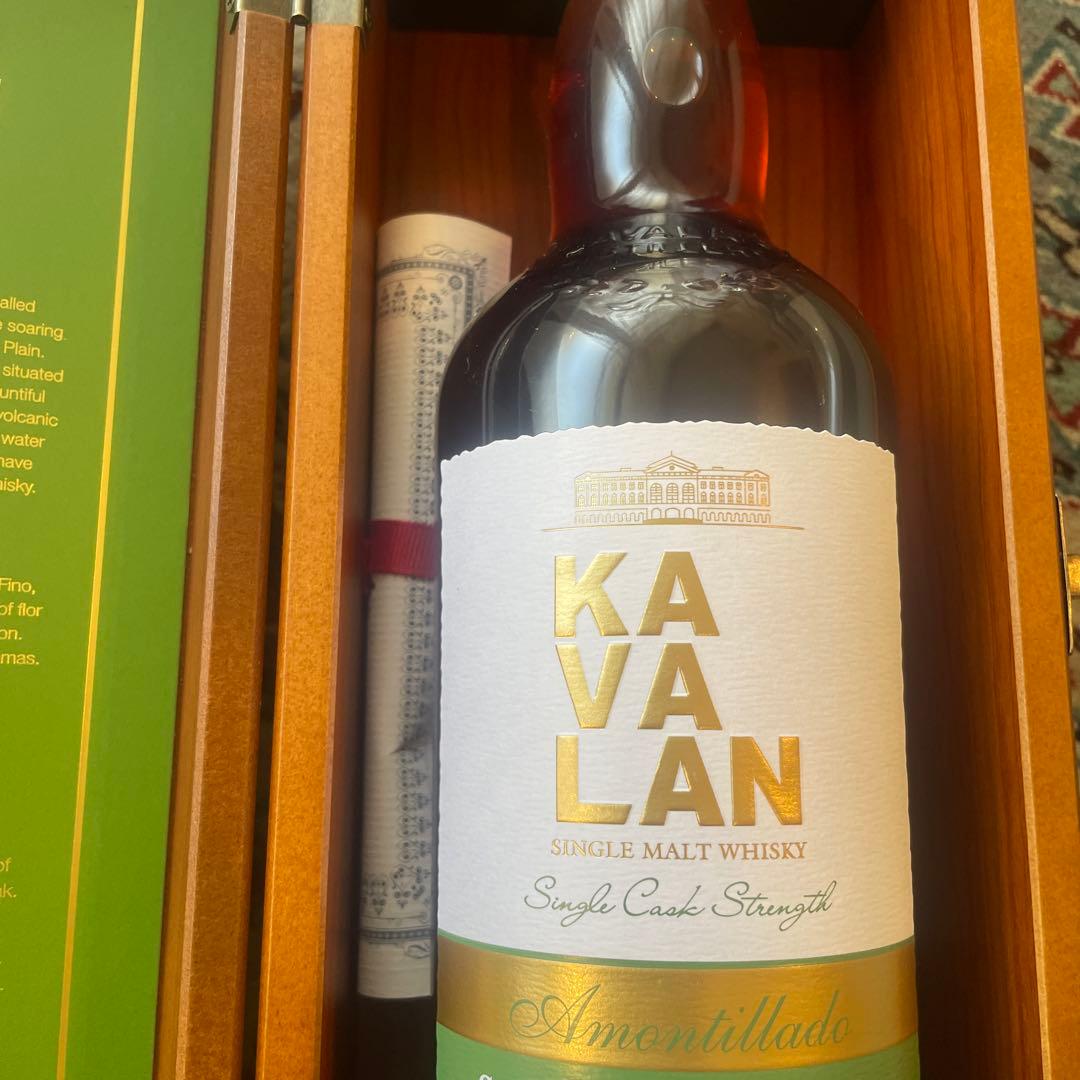 alled
soaring
Plain.
situated
untiful
volcanic
water
have
isky.
Fino,
of flor
on.
mas.
of
k.
KA
VA
LAN
SINGLE MALT WHISKY
Single Cask Strength
Amontillado